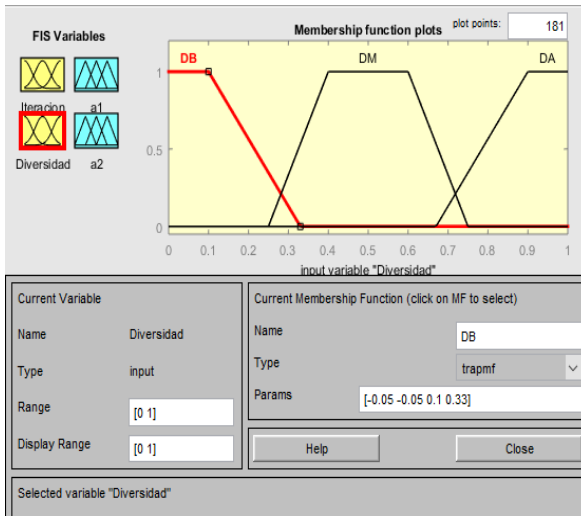 FIS Variables
Membership function plots
plot points:
181
DB
DM
DA
1
0.5
0
0 0.1 0.2 0.3 0.4 0.5 0.6 0.7 0.8 0.9 1
input variable "Diversidad"
Iteracion
a1
Diversidad
a2
Current Variable
Name Diversidad
Type input
Range [0 1]
Display Range [0 1]
Current Membership Function (click on MF to select)
Name DB
Type trapmf
Params [-0.05 -0.05 0.1 0.33]
Help
Close
Selected variable "Diversidad"